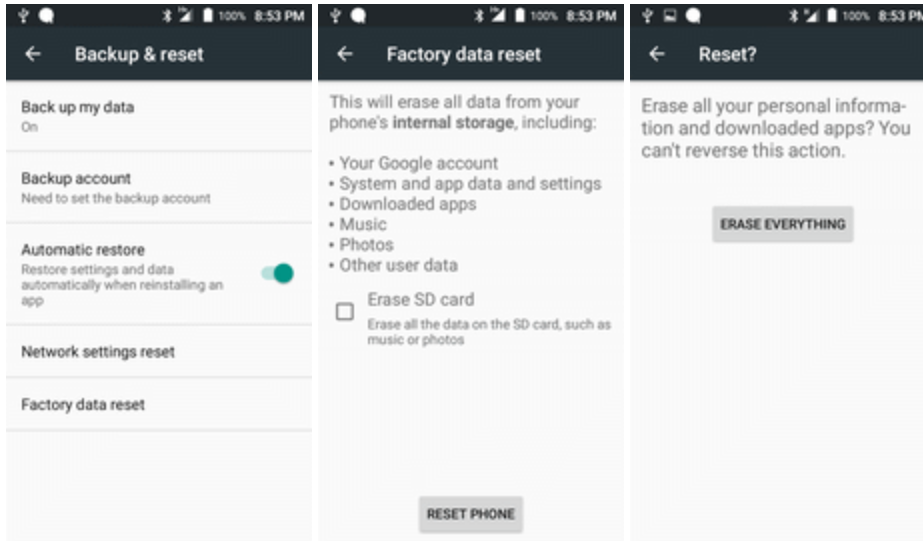 100% 8:53 PM
Backup & reset
Back up my data
On
Backup account
Need to set the backup account
Automatic restore
Restore settings and data
automatically when reinstalling an
app
Network settings reset
Factory data reset
100% 8:53 PM
Factory data reset
This will erase all data from your
phone's internal storage, including:
• Your Google account
• System and app data and settings
• Downloaded apps
• Music
• Photos
• Other user data
Erase SD card
Erase all the data on the SD card, such as
music or photos
RESET PHONE
100% 8:53 PM
Reset?
Erase all your personal informa-
tion and downloaded apps? You
can't reverse this action.
ERASE EVERYTHING